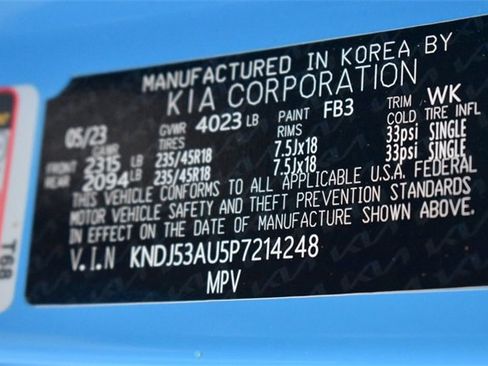 MANUFACTURED IN KOREA BY
KIA CORPORATION
05/23 GVWR 4023 LB PAINT FB3 TRIM WK
GAWR TIRES RIMS COLD TIRE INFL
FRONT 2315 LB 235/45R18 7.5Jx18 33psi SINGLE
REAR 2094 LB 235/45R18 7.5Jx18 33psi SINGLE
THIS VEHICLE CONFORMS TO ALL APPLICABLE U.S.A. FEDERAL
MOTOR VEHICLE SAFETY AND THEFT PREVENTION STANDARDS
IN EFFECT ON THE DATE OF MANUFACTURE SHOWN ABOVE.
V.I.N KNDJ53AU5P7214248
MPV
T68